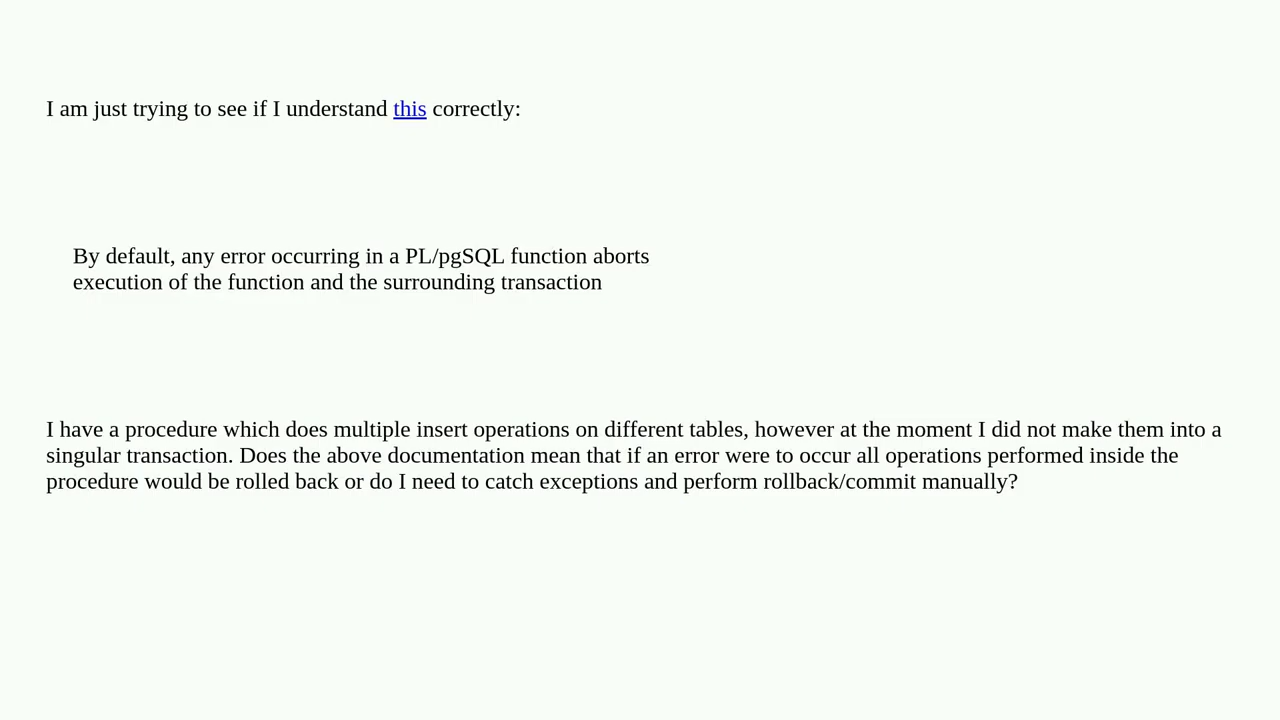 I am just trying to see if I understand this correctly:
By default, any error occurring in a PL/pgSQL function aborts
execution of the function and the surrounding transaction
I have a procedure which does multiple insert operations on different tables, however at the moment I did not make them into a
singular transaction. Does the above documentation mean that if an error were to occur all operations performed inside the
procedure would be rolled back or do I need to catch exceptions and perform rollback/commit manually?